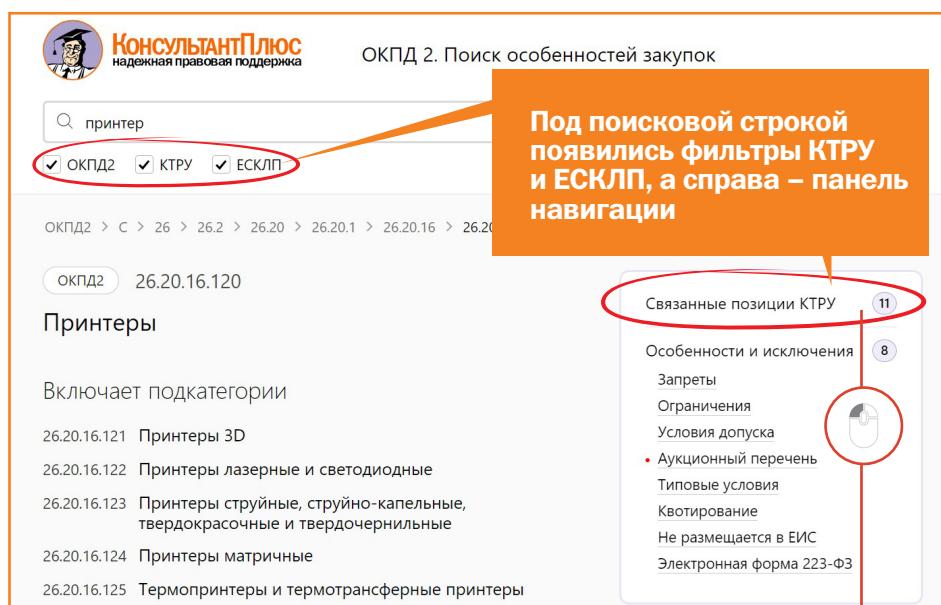 КонсультантПлюс
надежная правовая поддержка
ОКПД 2. Поиск особенностей закупок
принтер
ОКПД2 КТРУ ЕСКЛП
Под поисковой строкой
появились фильтры КТРУ
и ЕСКЛП, а справа – панель
навигации
ОКПД2 > C > 26 > 26.2 > 26.20 > 26.20.1 > 26.20.16 > 26.20
ОКПД2 26.20.16.120
Принтеры
Включает подкатегории
26.20.16.121 Принтеры 3D
26.20.16.122 Принтеры лазерные и светодиодные
26.20.16.123 Принтеры струйные, струйно-капельные,
твердокрасочные и твердочернильные
26.20.16.124 Принтеры матричные
26.20.16.125 Термопринтеры и термотрансферные принтеры
Связанные позиции КТРУ 11
Особенности и исключения 8
Запреты
Ограничения
Условия допуска
• Аукционный перечень
Типовые условия
Квотирование
Не размещается в ЕИС
Электронная форма 223-ФЗ